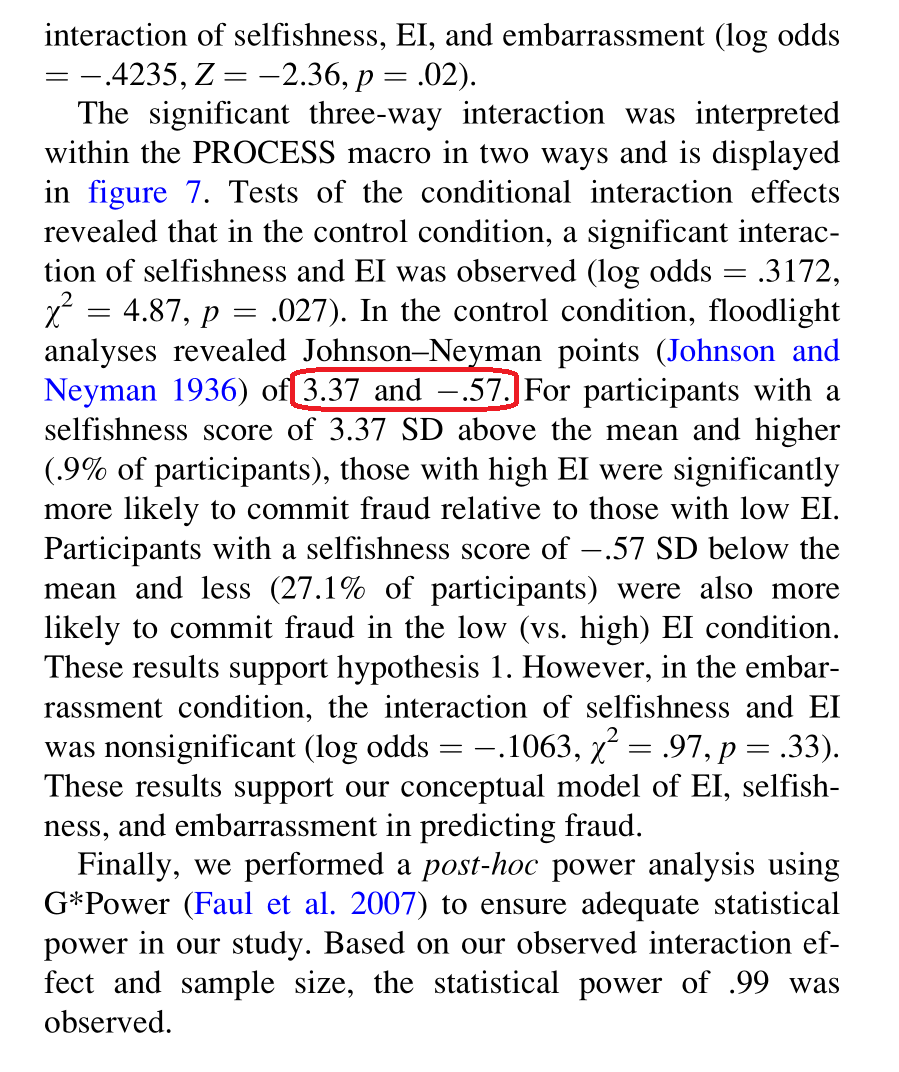 interaction of selfishness, EI, and embarrassment (log odds
= −.4235, Z = −2.36, p = .02).
The significant three-way interaction was interpreted
within the PROCESS macro in two ways and is displayed
in figure 7. Tests of the conditional interaction effects
revealed that in the control condition, a significant interac-
tion of selfishness and EI was observed (log odds = .3172,
χ² = 4.87, p = .027). In the control condition, floodlight
analyses revealed Johnson–Neyman points (Johnson and
Neyman 1936) of 3.37 and −.57. For participants with a
selfishness score of 3.37 SD above the mean and higher
(.9% of participants), those with high EI were significantly
more likely to commit fraud relative to those with low EI.
Participants with a selfishness score of −.57 SD below the
mean and less (27.1% of participants) were also more
likely to commit fraud in the low (vs. high) EI condition.
These results support hypothesis 1. However, in the embar-
rassment condition, the interaction of selfishness and EI
was nonsignificant (log odds = −.1063, χ² = .97, p = .33).
These results support our conceptual model of EI, selfish-
ness, and embarrassment in predicting fraud.
Finally, we performed a post-hoc power analysis using
G*Power (Faul et al. 2007) to ensure adequate statistical
power in our study. Based on our observed interaction ef-
fect and sample size, the statistical power of .99 was
observed.